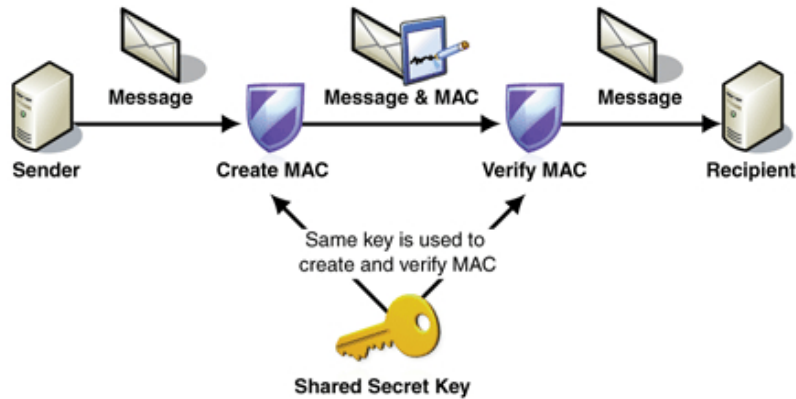 Message
Message & MAC
Message
Sender
Create MAC
Verify MAC
Recipient
Same key is used to
create and verify MAC
Shared Secret Key